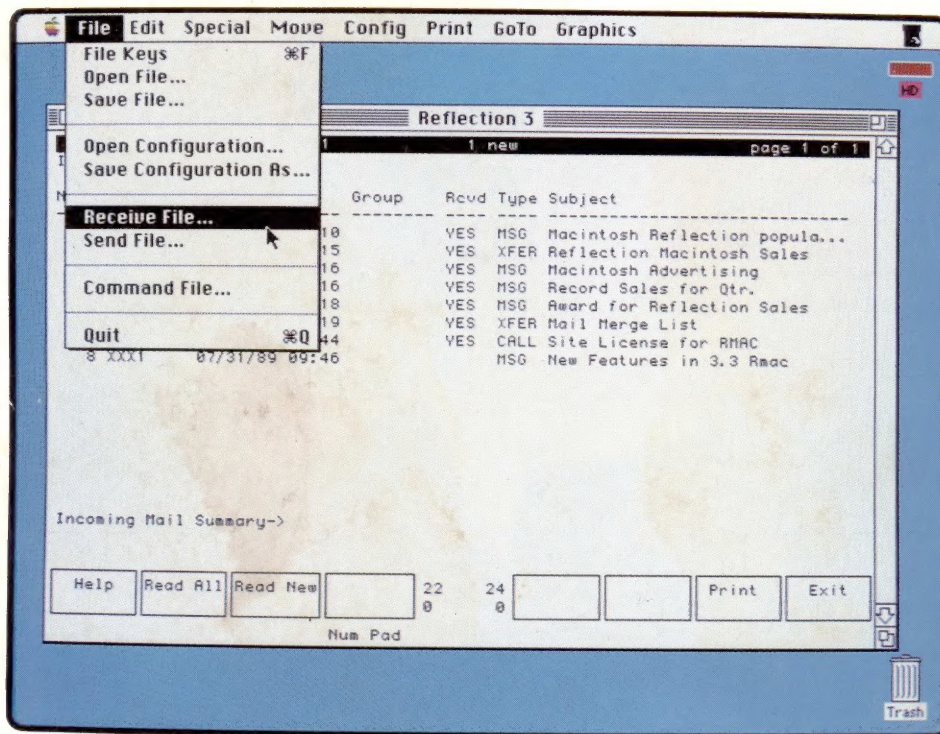 File Edit Special Move Config Print GoTo Graphics
File Keys ⌘F
Open File...
Save File...
Open Configuration...
Save Configuration As...
Receive File...
Send File...
Command File...
Quit ⌘Q
HD
Reflection 3
1 1 new page 1 of 1
Group Rcvd Type Subject
10 YES MSG Macintosh Reflection popula...
15 YES XFER Reflection Macintosh Sales
16 YES MSG Macintosh Advertising
16 YES MSG Record Sales for Qtr.
18 YES MSG Award for Reflection Sales
19 YES XFER Mail Merge List
44 YES CALL Site License for RMAC
8 XXX1 07/31/89 09:46 MSG New Features in 3.3 Rmac
Incoming Mail Summary->
Help Read All Read New 22 24 Print Exit
0 0
Num Pad
Trash